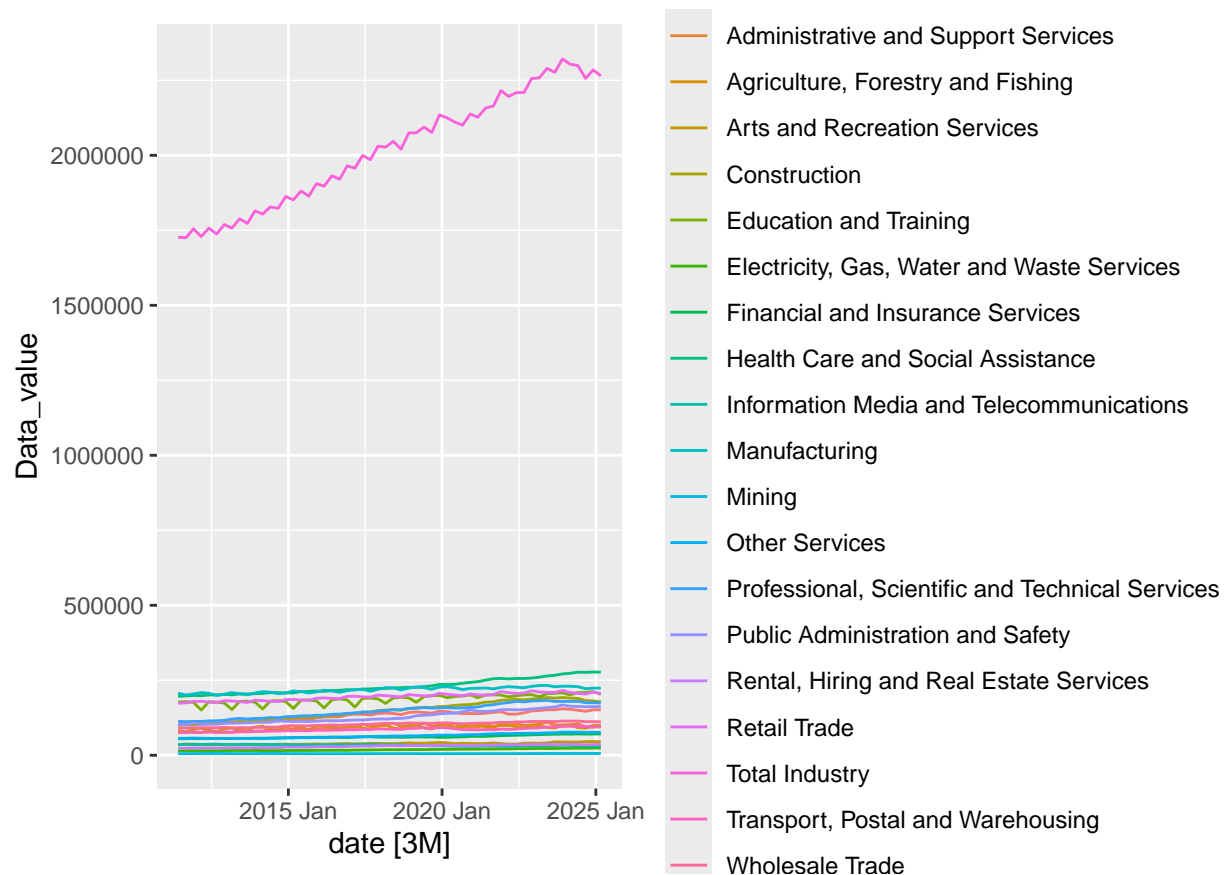 2000000
1500000
1000000
500000
0
Data_value
2015 Jan
2020 Jan
2025 Jan
date [3M]
Administrative and Support Services
Agriculture, Forestry and Fishing
Arts and Recreation Services
Construction
Education and Training
Electricity, Gas, Water and Waste Services
Financial and Insurance Services
Health Care and Social Assistance
Information Media and Telecommunications
Manufacturing
Mining
Other Services
Professional, Scientific and Technical Services
Public Administration and Safety
Rental, Hiring and Real Estate Services
Retail Trade
Total Industry
Transport, Postal and Warehousing
Wholesale Trade